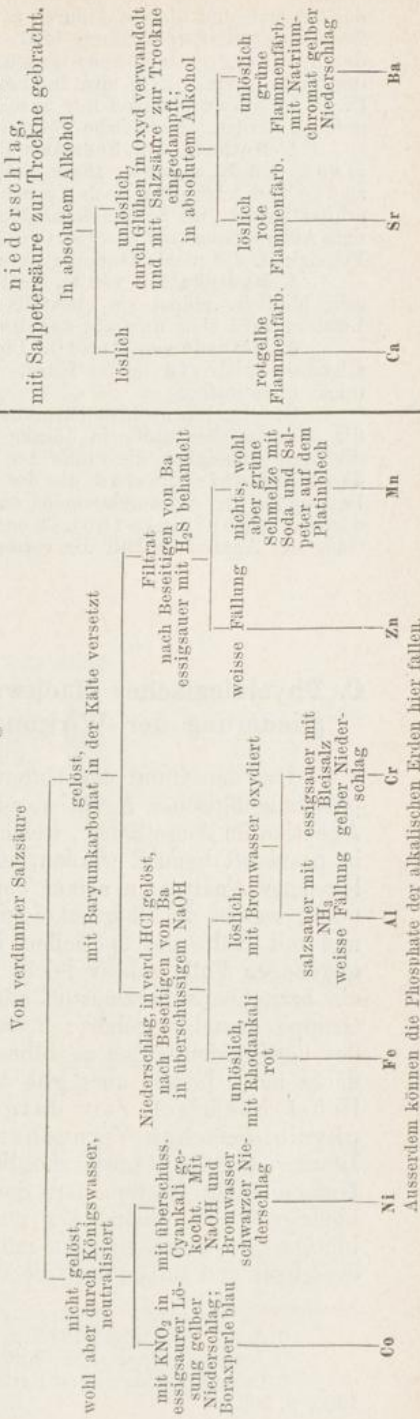 Von verdünnter Salzsäure
nicht gelöst,
wohl aber durch Königswasser,
neutralisiert
gelöst,
mit Baryumkarbonat in der Kälte versetzt
mit KNO₂ in
essigsaurer Lö-
sung gelber
Niederschlag;
Boraxperle blau
mit überschüss.
Cyankali ge-
kocht. Mit
NaOH und
Bromwasser
schwarzer Nie-
derschlag
Niederschlag, in verd. HCl gelöst,
nach Beseitigen von Ba
in überschüssigem NaOH
Filtrat
nach Beseitigen von Ba
essigsauer mit H₂S behandelt
unlöslich,
mit Rhodankali
rot
löslich,
mit Bromwasser oxydiert
salzsauer mit
NH₃
weisse Fällung
essigsauer mit
Bleisalz
gelber Nieder-
schlag
weisse Fällung
nichts, wohl
aber grüne
Schmelze mit
Soda und Sal-
peter auf dem
Platinblech
Co Ni Fe Al Cr Zn Mn
Ausserdem können die Phosphate der alkalischen Erden hier fallen.
niederschlag,
mit Salpetersäure zur Trockne gebracht.
In absolutem Alkohol
löslich
unlöslich,
durch Glühen in Oxyd verwandelt
und mit Salzsäure zur Trockne
eingedampft;
in absolutem Alkohol
rotgelbe
Flammenfärb.
löslich
rote
Flammenfärb.
unlöslich
grüne
Flammenfärb.
mit Natrium-
chromat gelber
Niederschlag
Ca Sr Ba